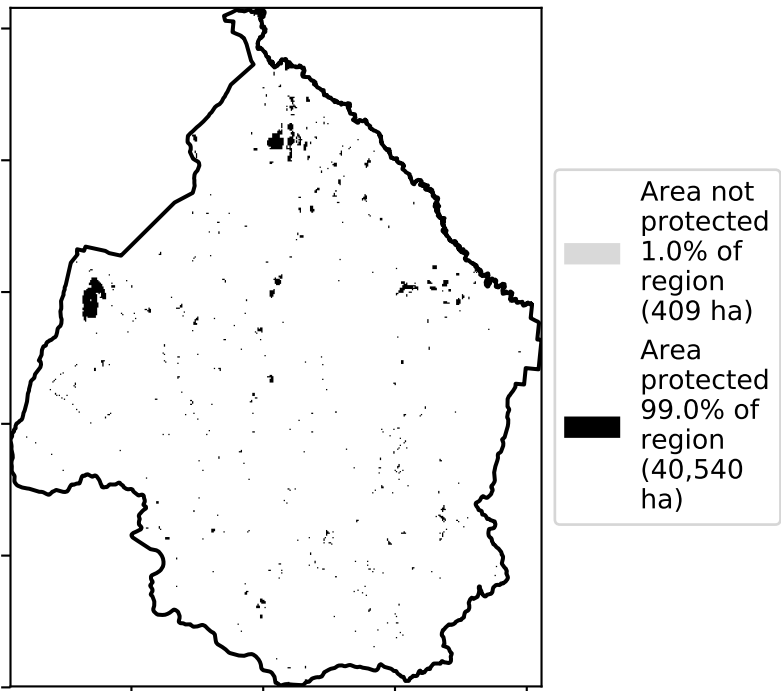 Area not
protected
1.0% of
region
(409 ha)
Area
protected
99.0% of
region
(40,540
ha)